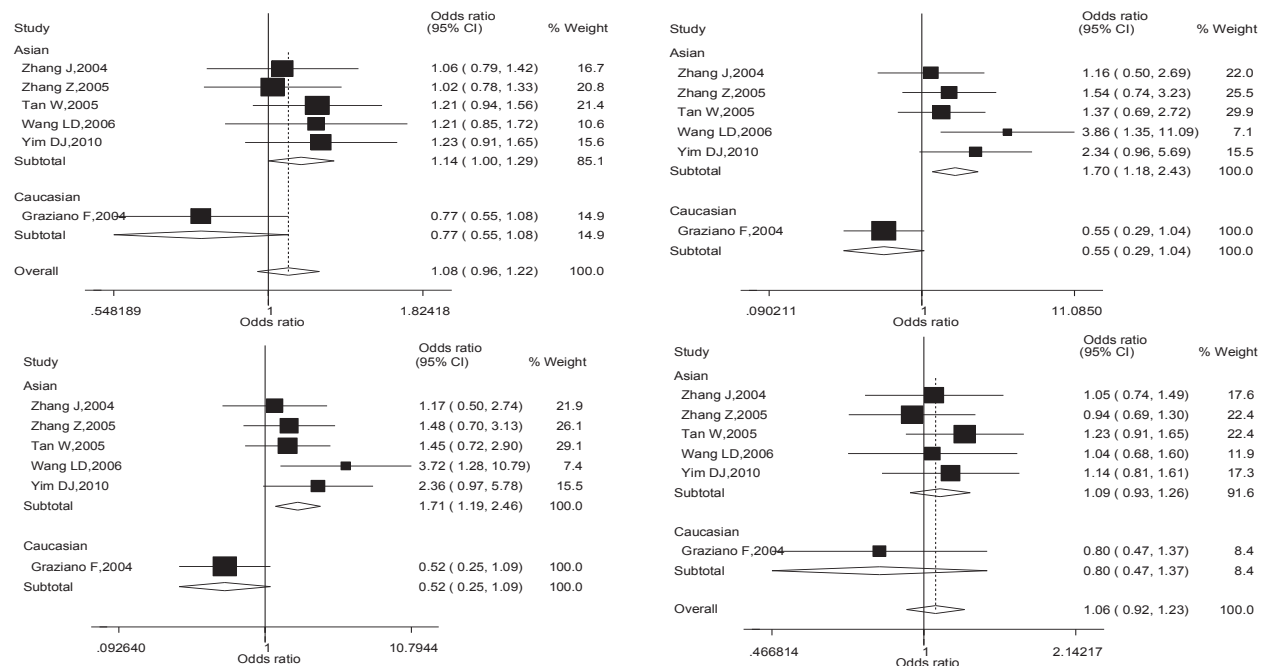 Odds ratio
Study (95% CI) % Weight
Asian
Zhang J,2004 1.06 ( 0.79, 1.42) 16.7
Zhang Z,2005 1.02 ( 0.78, 1.33) 20.8
Tan W,2005 1.21 ( 0.94, 1.56) 21.4
Wang LD,2006 1.21 ( 0.85, 1.72) 10.6
Yim DJ,2010 1.23 ( 0.91, 1.65) 15.6
Subtotal 1.14 ( 1.00, 1.29) 85.1
Caucasian
Graziano F,2004 0.77 ( 0.55, 1.08) 14.9
Subtotal 0.77 ( 0.55, 1.08) 14.9
Overall 1.08 ( 0.96, 1.22) 100.0
.548189 1 1.82418
Odds ratio
Odds ratio
Study (95% CI) % Weight
Asian
Zhang J,2004 1.16 ( 0.50, 2.69) 22.0
Zhang Z,2005 1.54 ( 0.74, 3.23) 25.5
Tan W,2005 1.37 ( 0.69, 2.72) 29.9
Wang LD,2006 3.86 ( 1.35, 11.09) 7.1
Yim DJ,2010 2.34 ( 0.96, 5.69) 15.5
Subtotal 1.70 ( 1.18, 2.43) 100.0
Caucasian
Graziano F,2004 0.55 ( 0.29, 1.04) 100.0
Subtotal 0.55 ( 0.29, 1.04) 100.0
.090211 1 11.0850
Odds ratio
Odds ratio
Study (95% CI) % Weight
Asian
Zhang J,2004 1.17 ( 0.50, 2.74) 21.9
Zhang Z,2005 1.48 ( 0.70, 3.13) 26.1
Tan W,2005 1.45 ( 0.72, 2.90) 29.1
Wang LD,2006 3.72 ( 1.28, 10.79) 7.4
Yim DJ,2010 2.36 ( 0.97, 5.78) 15.5
Subtotal 1.71 ( 1.19, 2.46) 100.0
Caucasian
Graziano F,2004 0.52 ( 0.25, 1.09) 100.0
Subtotal 0.52 ( 0.25, 1.09) 100.0
.092640 1 10.7944
Odds ratio
Odds ratio
Study (95% CI) % Weight
Asian
Zhang J,2004 1.05 ( 0.74, 1.49) 17.6
Zhang Z,2005 0.94 ( 0.69, 1.30) 22.4
Tan W,2005 1.23 ( 0.91, 1.65) 22.4
Wang LD,2006 1.04 ( 0.68, 1.60) 11.9
Yim DJ,2010 1.14 ( 0.81, 1.61) 17.3
Subtotal 1.09 ( 0.93, 1.26) 91.6
Caucasian
Graziano F,2004 0.80 ( 0.47, 1.37) 8.4
Subtotal 0.80 ( 0.47, 1.37) 8.4
Overall 1.06 ( 0.92, 1.23) 100.0
.466814 1 2.14217
Odds ratio